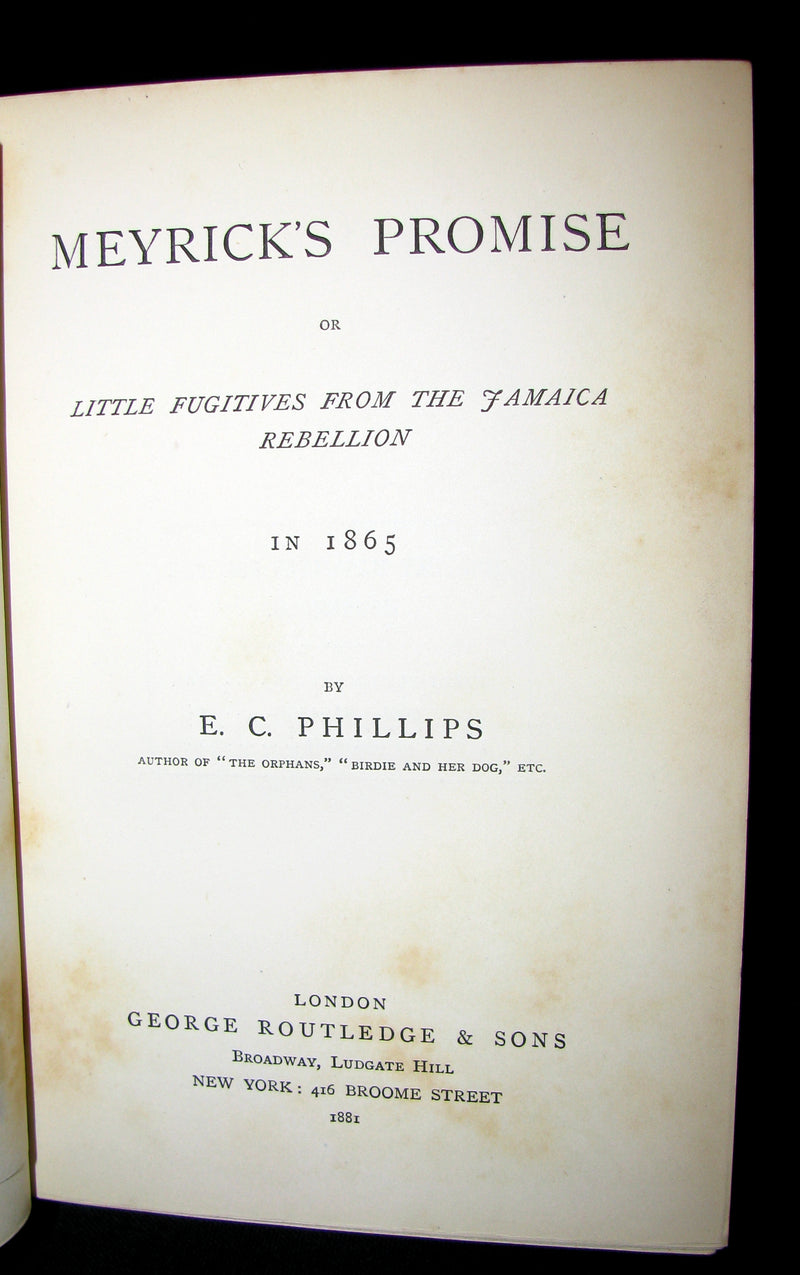 MEYRICK'S PROMISE
OR
LITTLE FUGITIVES FROM THE JAMAICA
REBELLION
IN 1865
BY
E. C. PHILLIPS
AUTHOR OF “THE ORPHANS,” “BIRDIE AND HER DOG,” ETC.
LONDON
GEORGE ROUTLEDGE & SONS
BROADWAY, LUDGATE HILL
NEW YORK: 416 BROOME STREET
1881